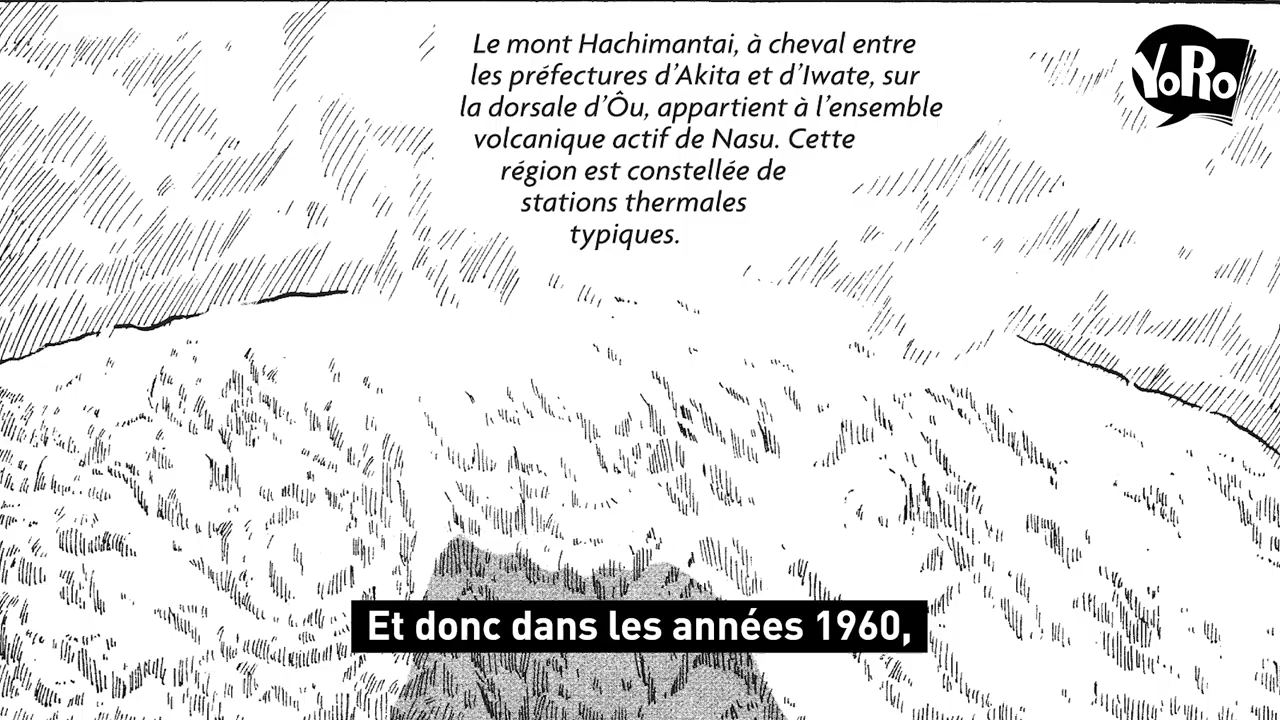 Le mont Hachimantai, à cheval entre
les préfectures d'Akita et d'Iwate, sur
la dorsale d'Ôu, appartient à l'ensemble
volcanique actif de Nasu. Cette
région est constellée de
stations thermales
typiques.
YoRo
Et donc dans les années 1960,